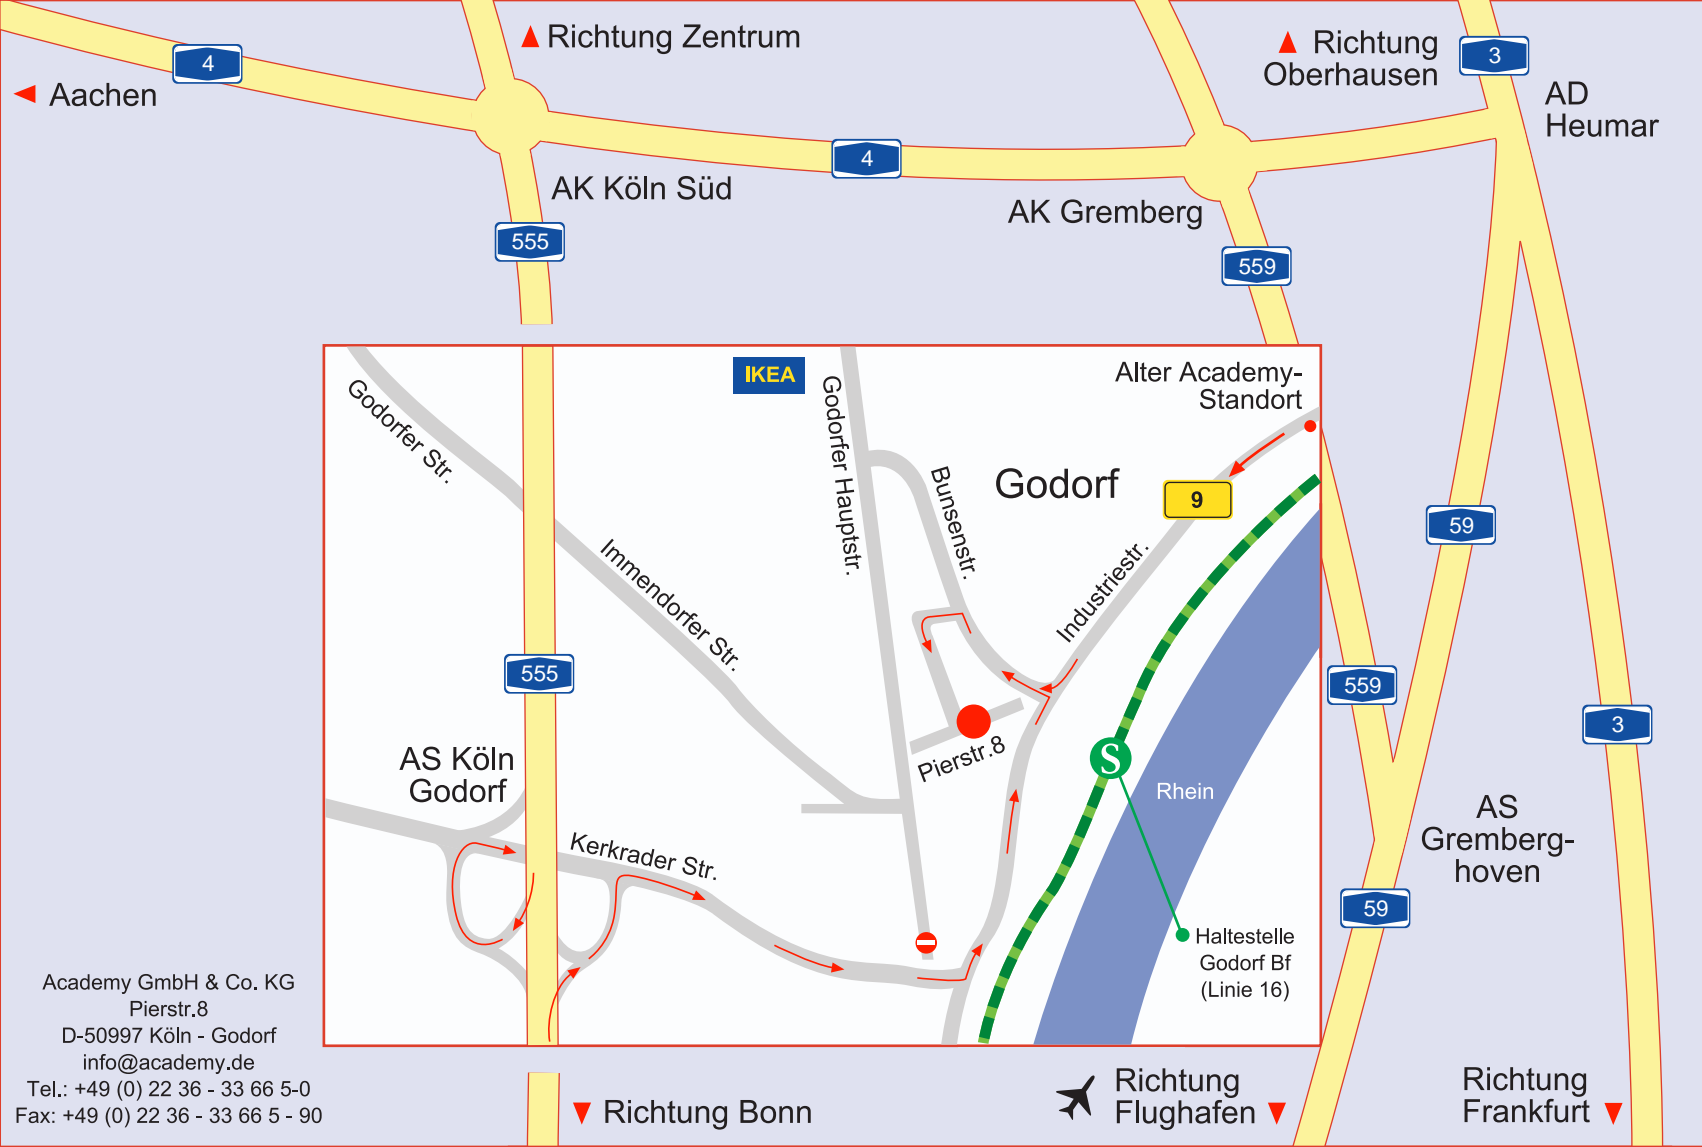 Richtung Zentrum
Richtung
Oberhausen
3
4
Aachen
AD
Heumar
4
AK Köln Süd
AK Gremberg
555
559
Alter Academy-
Standort
IKEA
Godorfer Str.
Godorfer Hauptstr.
Bunsenstr.
Godorf
9
59
Immendorfer Str.
Industriestr.
555
559
3
Pierstr.8
AS Köln
Godorf
S
Rhein
AS
Gremberg-
hoven
Kerkrader Str.
59
Haltestelle
Godorf Bf
(Linie 16)
Academy GmbH & Co. KG
Pierstr.8
D-50997 Köln - Godorf
info@academy.de
Tel.: +49 (0) 22 36 - 33 66 5-0
Fax: +49 (0) 22 36 - 33 66 5 - 90
Richtung Bonn
Richtung
Flughafen
Richtung
Frankfurt